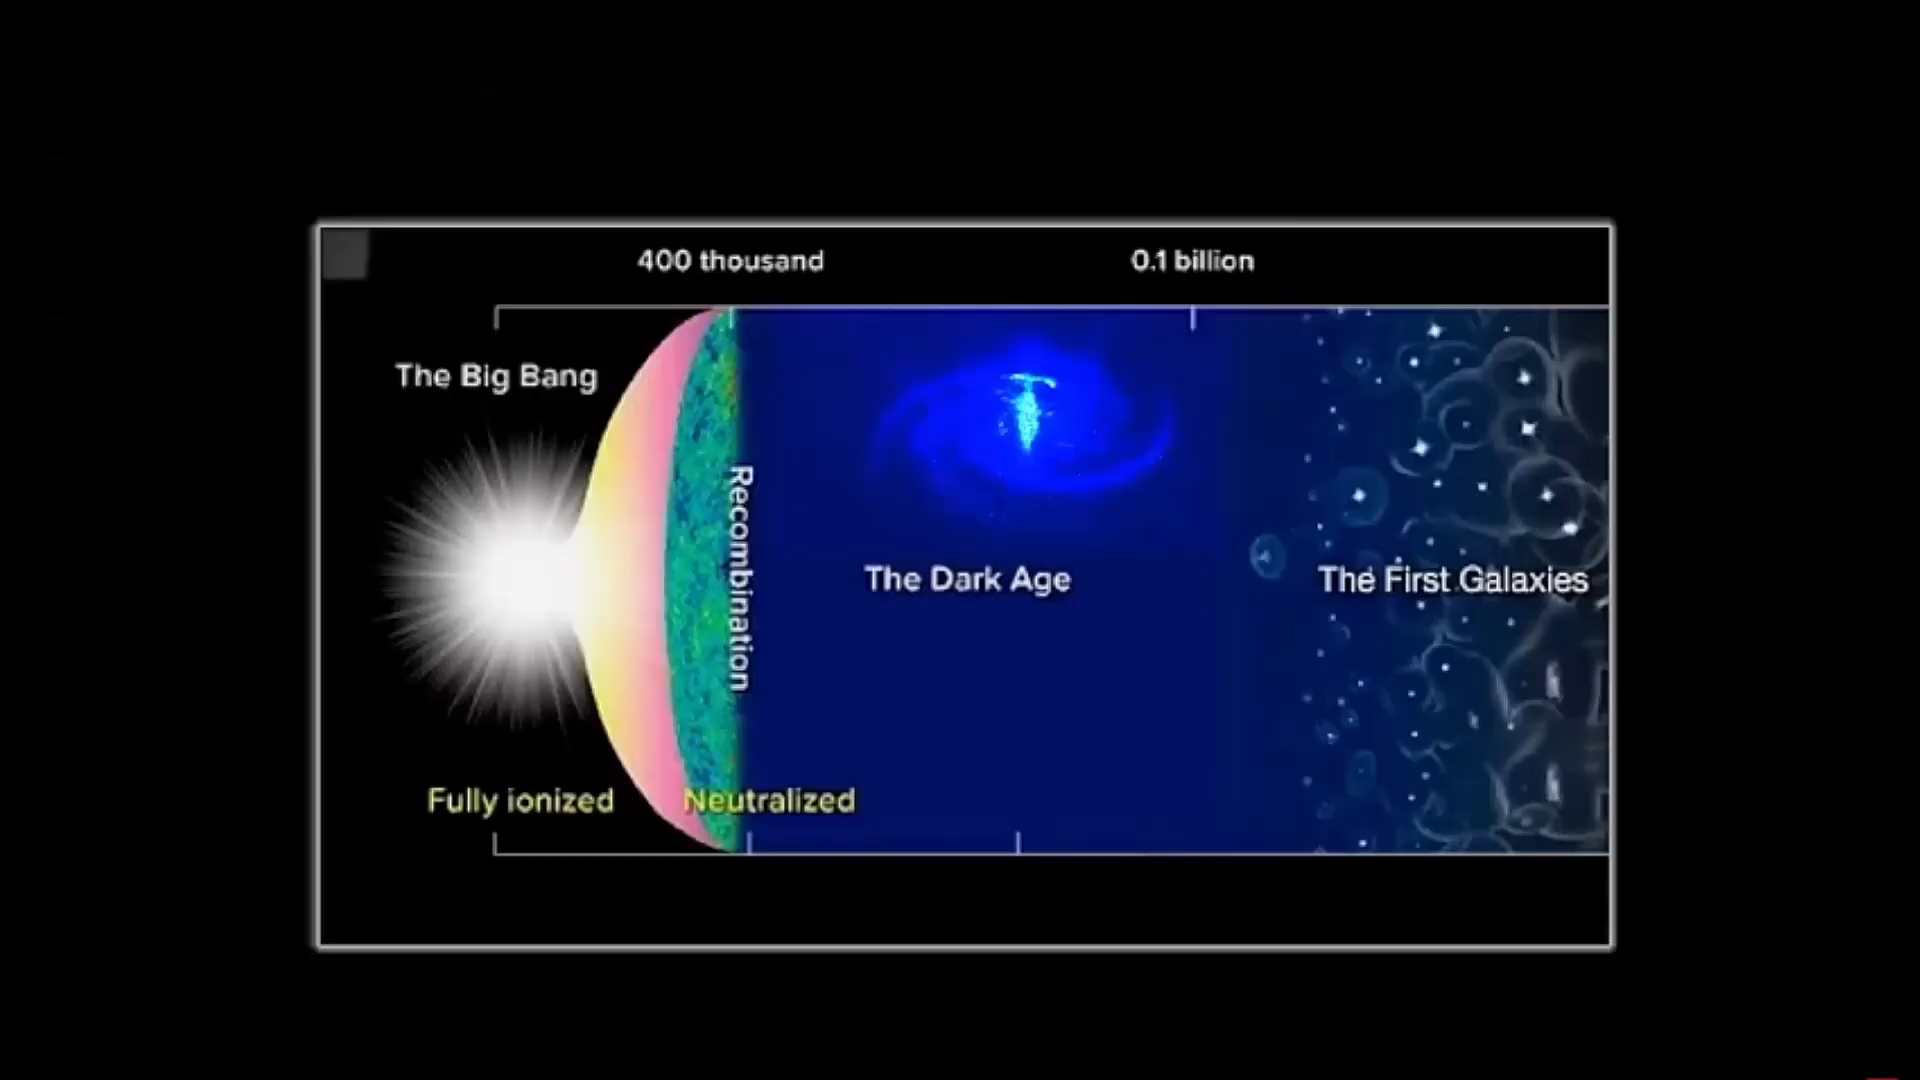 400 thousand
0.1 billion
The Big Bang
Recombination
The Dark Age
The First Galaxies
Fully ionized
Neutralized